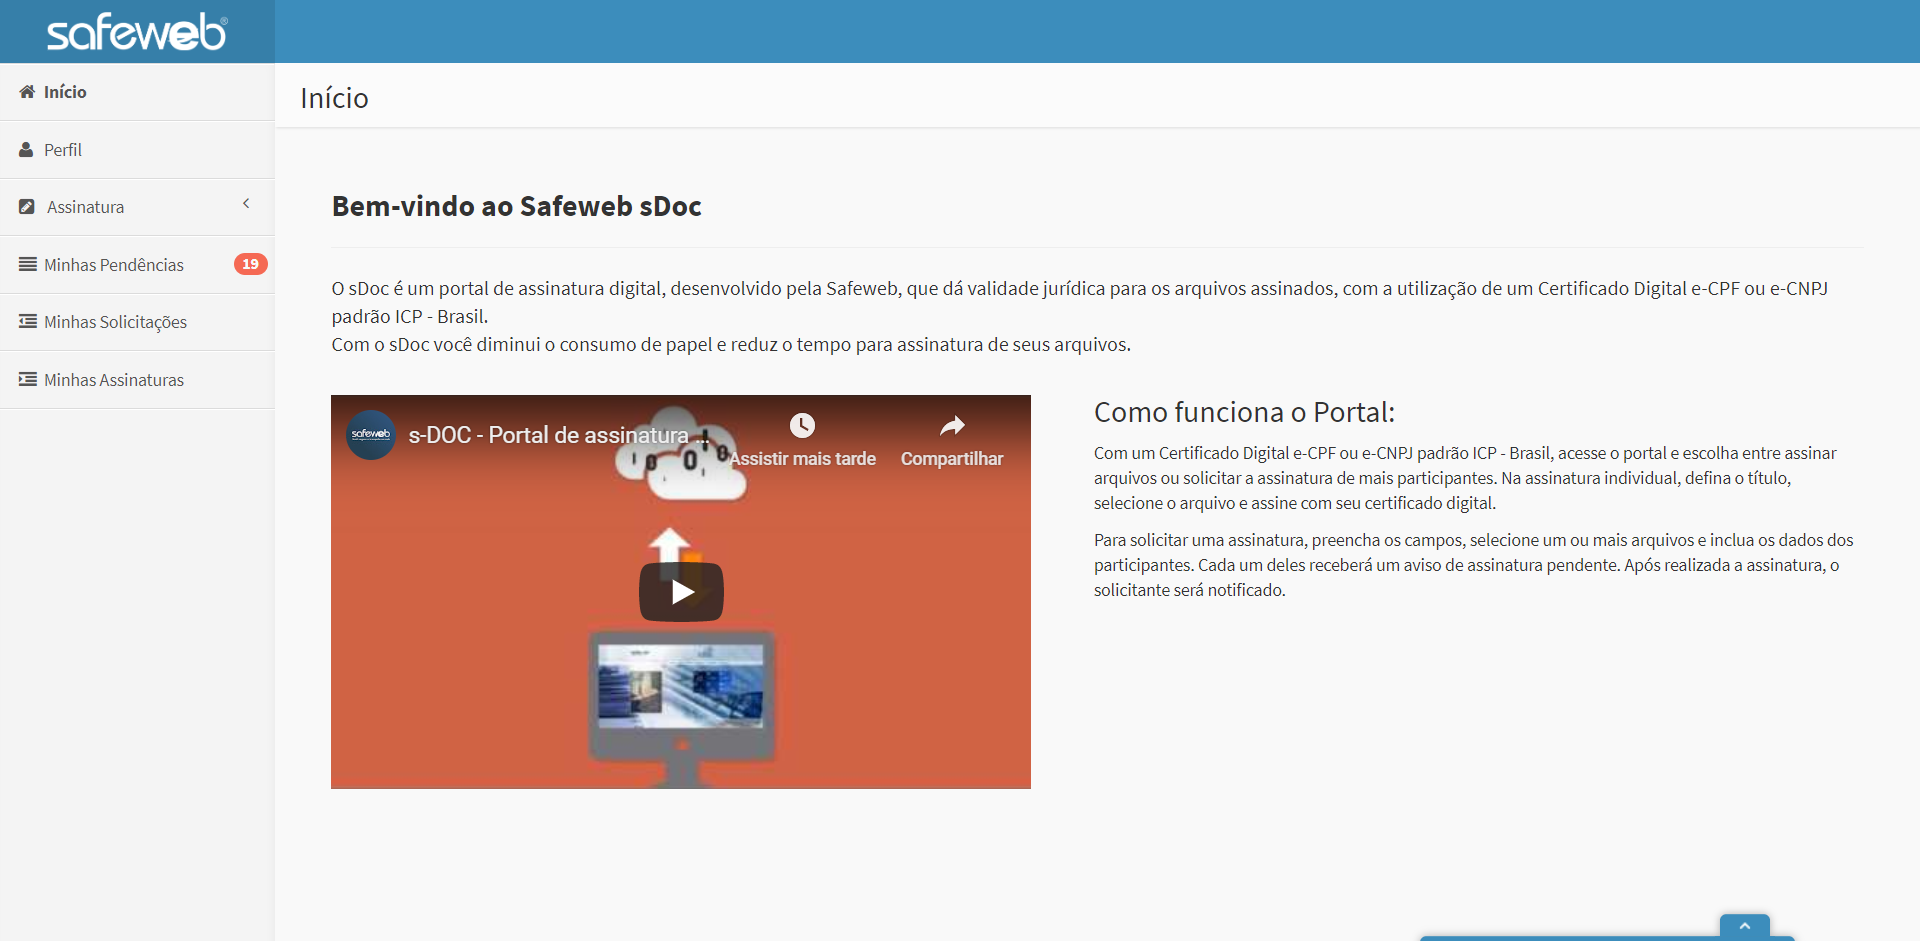 safeweb®
Início
Perfil
Assinatura
Minhas Pendências 19
Minhas Solicitações
Minhas Assinaturas
Início
Bem-vindo ao Safeweb sDoc
O sDoc é um portal de assinatura digital, desenvolvido pela Safeweb, que dá validade jurídica para os arquivos assinados, com a utilização de um Certificado Digital e-CPF ou e-CNPJ
padrão ICP - Brasil.
Com o sDoc você diminui o consumo de papel e reduz o tempo para assinatura de seus arquivos.
safeweb
s-DOC - Portal de assinatura ...
Assistir mais tarde
Compartilhar
Como funciona o Portal:
Com um Certificado Digital e-CPF ou e-CNPJ padrão ICP - Brasil, acesse o portal e escolha entre assinar
arquivos ou solicitar a assinatura de mais participantes. Na assinatura individual, defina o título,
selecione o arquivo e assine com seu certificado digital.
Para solicitar uma assinatura, preencha os campos, selecione um ou mais arquivos e inclua os dados dos
participantes. Cada um deles receberá um aviso de assinatura pendente. Após realizada a assinatura, o
solicitante será notificado.